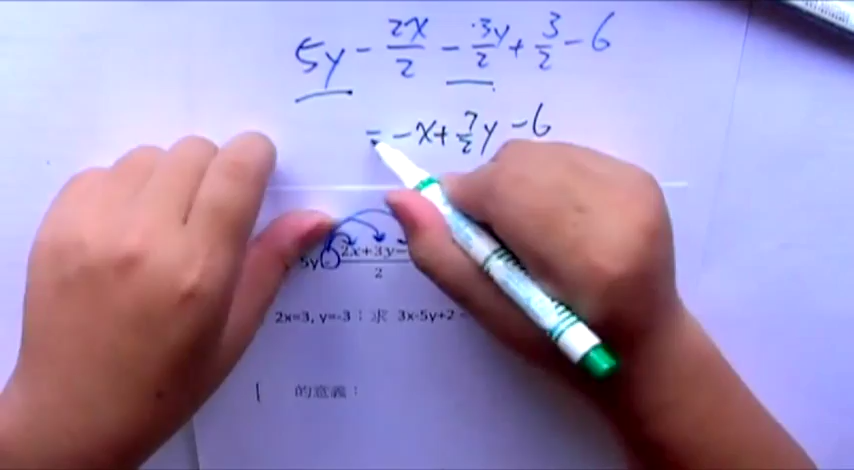 5y - 2x/2 - 3y/2 + 3/2 - 6
= -x + 7/2 y - 6
5y - 2x+3y- / 2
2x=3, y=-3；求 3x-5y+2 -
的意義：